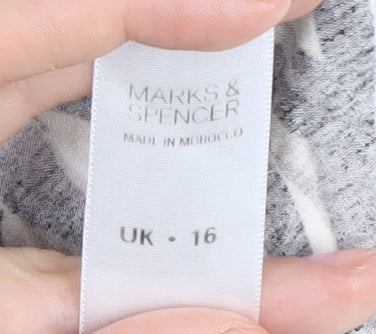 MARKS &
SPENCER
MADE IN MOROCCO
UK • 16